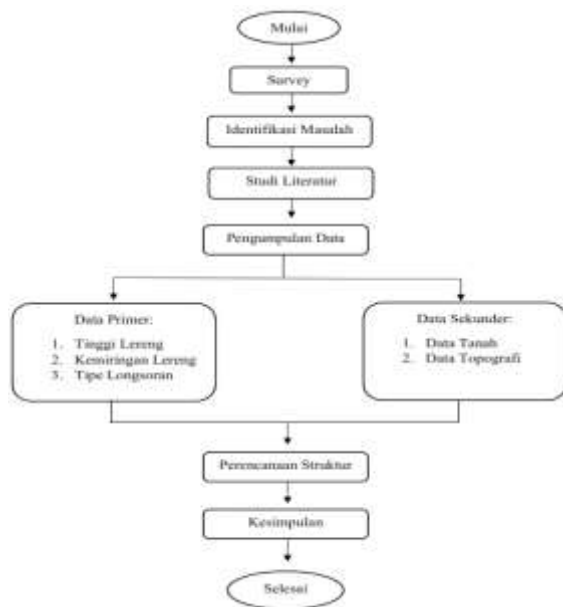 Mulai
Survey
Identifikasi Masalah
Studi Literatur
Pengumpulan Data
Data Primer:
1. Tinggi Lereng
2. Kemiringan Lereng
3. Tipe Longsoran
Data Sekunder:
1. Data Tanah
2. Data Topografi
Perencanaan Struktur
Kesimpulan
Selesai